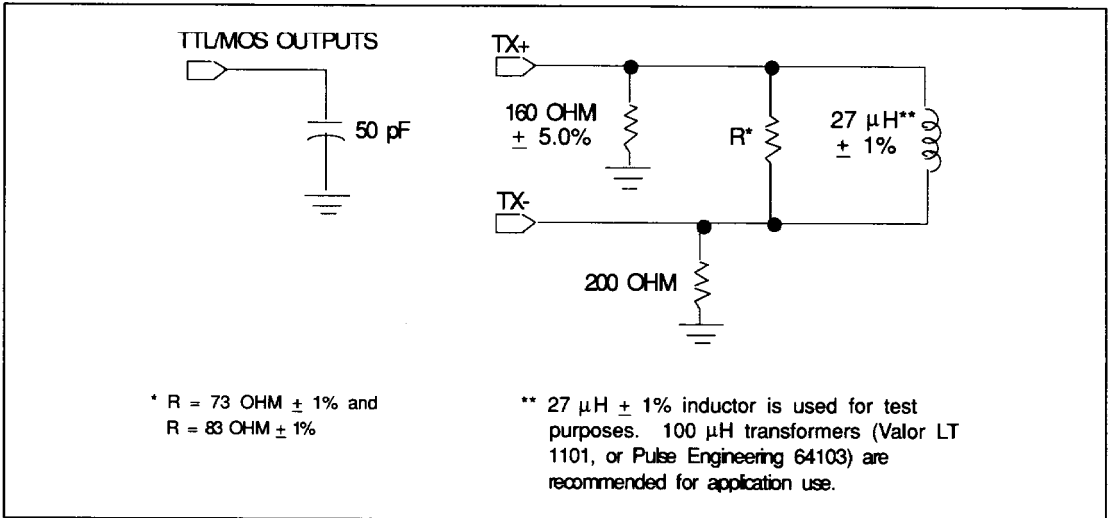 TTL/MOS OUTPUTS
50 pF
TX+
160 OHM
± 5.0%
R*
27 µH**
± 1%
TX-
200 OHM
* R = 73 OHM ± 1% and
R = 83 OHM ± 1%
** 27 µH ± 1% inductor is used for test
purposes. 100 µH transformers (Valor LT
1101, or Pulse Engineering 64103) are
recommended for application use.